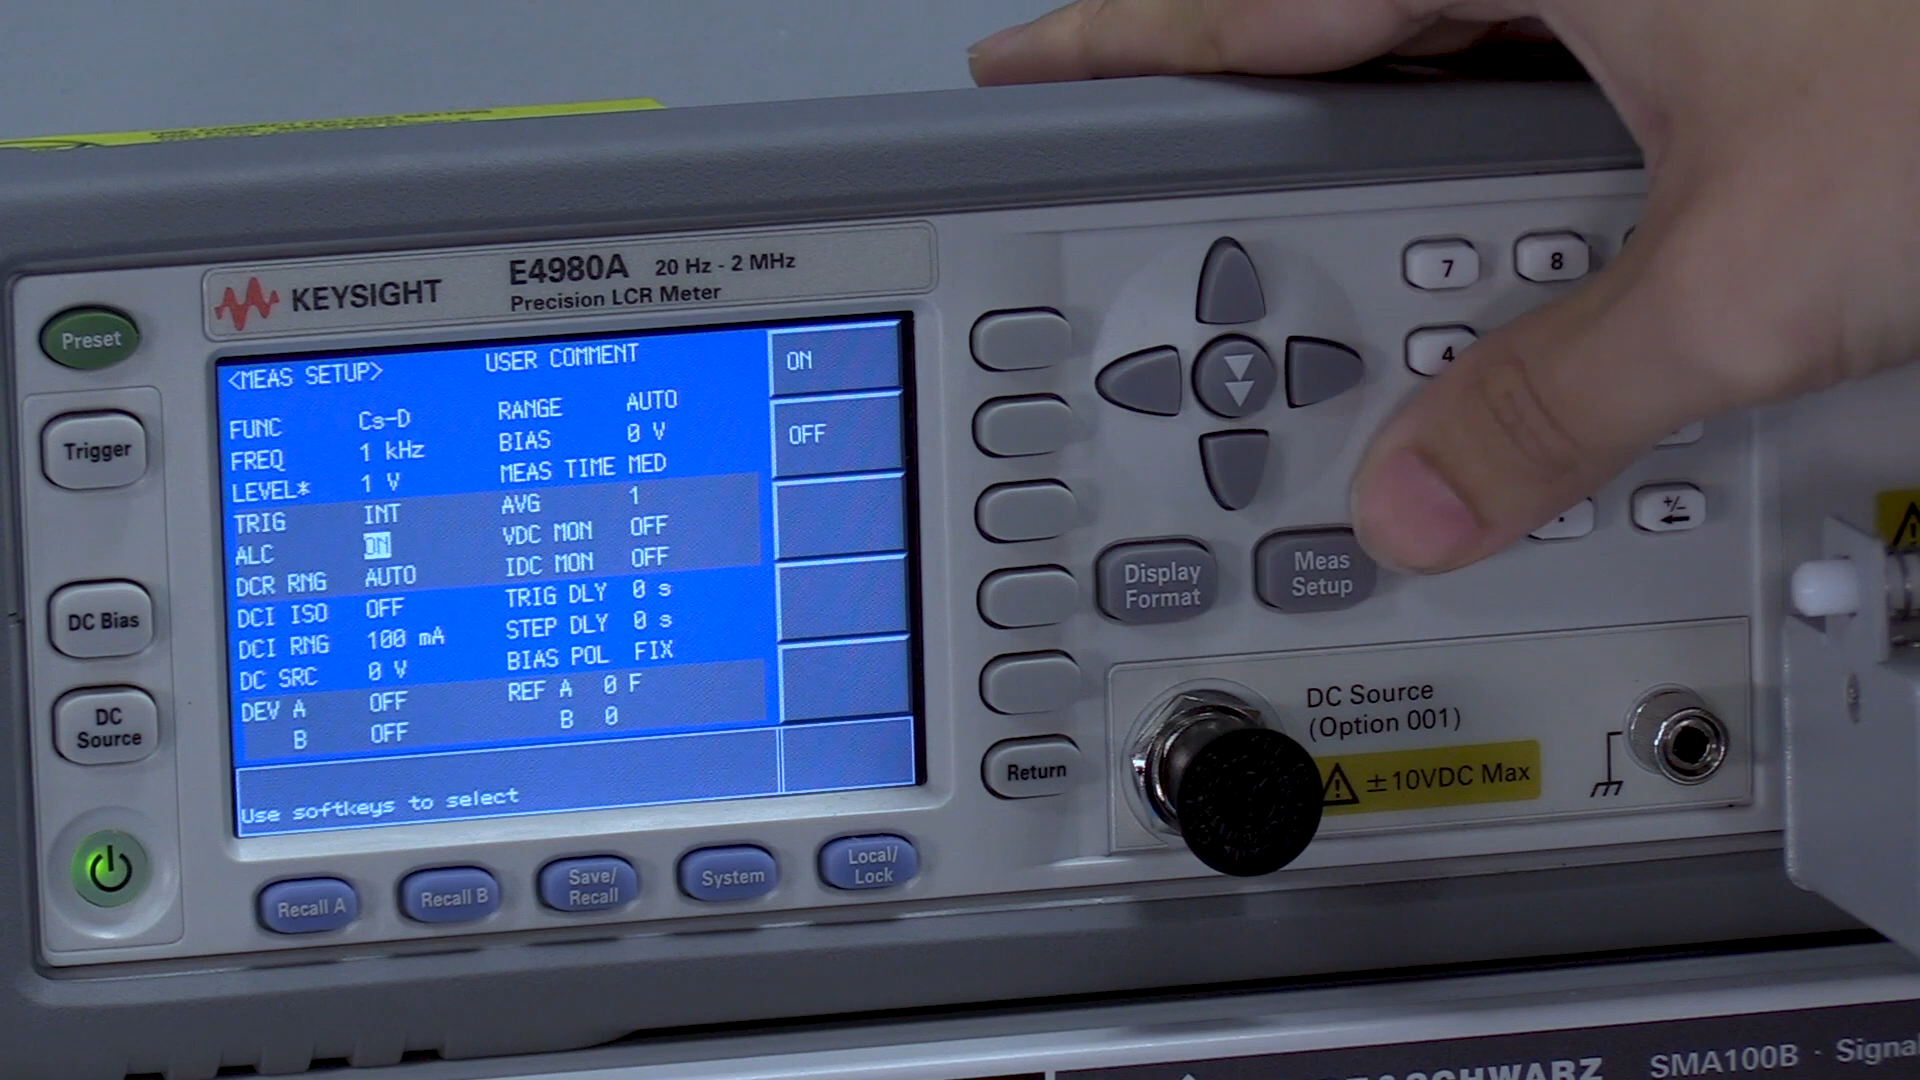 KEYSIGHT E4980A 20 Hz - 2 MHz
Precision LCR Meter
Preset
Trigger
DC Bias
DC
Source
<MEAS SETUP> USER COMMENT
FUNC Cs-D RANGE AUTO
FREQ 1 kHz BIAS 0 V
LEVEL* 1 V MEAS TIME MED
TRIG INT AVG 1
ALC ON VDC MON OFF
DCR RNG AUTO IDC MON OFF
DCI ISO OFF TRIG DLY 0 s
DCI RNG 100 mA STEP DLY 0 s
DC SRC 0 V BIAS POL FIX
DEV A OFF REF A 0 F
B OFF B 0
Use softkeys to select
ON
OFF
Return
Recall A
Recall B
Save/
Recall
System
Local/
Lock
7
8
4
+/-
Display
Format
Meas
Setup
DC Source
(Option 001)
±10VDC Max
SCHWARZ SMA100B · Signal